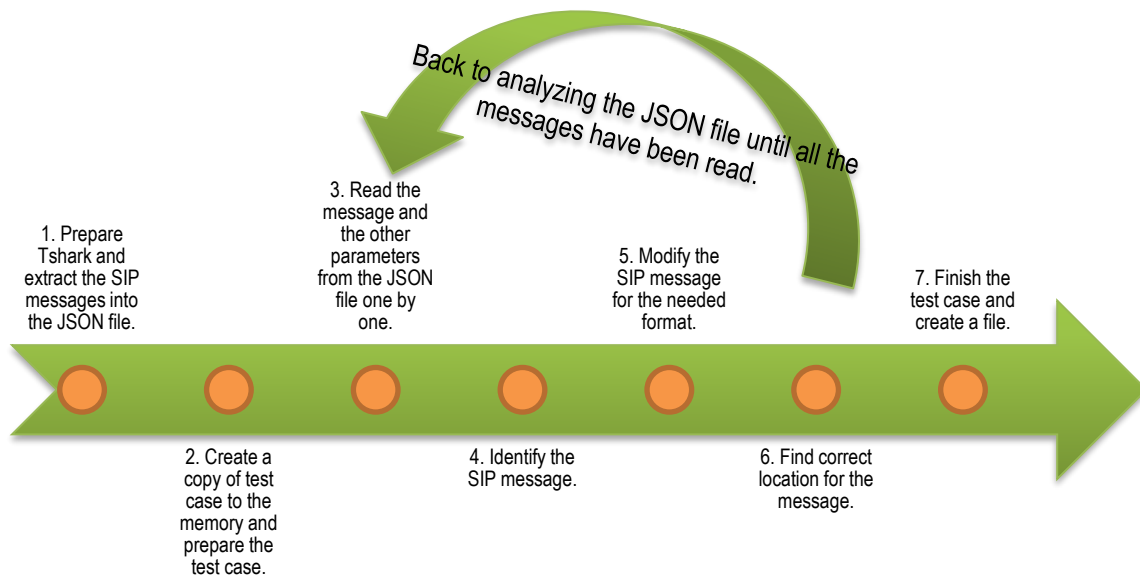 Back to analyzing the JSON file until all the
messages have been read.
1. Prepare
Tshark and
extract the SIP
messages into
the JSON file.
2. Create a
copy of test
case to the
memory and
prepare the
test case.
3. Read the
message and
the other
parameters
from the JSON
file one by
one.
4. Identify the
SIP message.
5. Modify the
SIP message
for the needed
format.
6. Find correct
location for the
message.
7. Finish the
test case and
create a file.